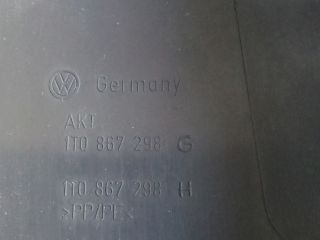 Germany
AKT
1T0 867 298 G
1T0 867 298 H
>PP/PE<